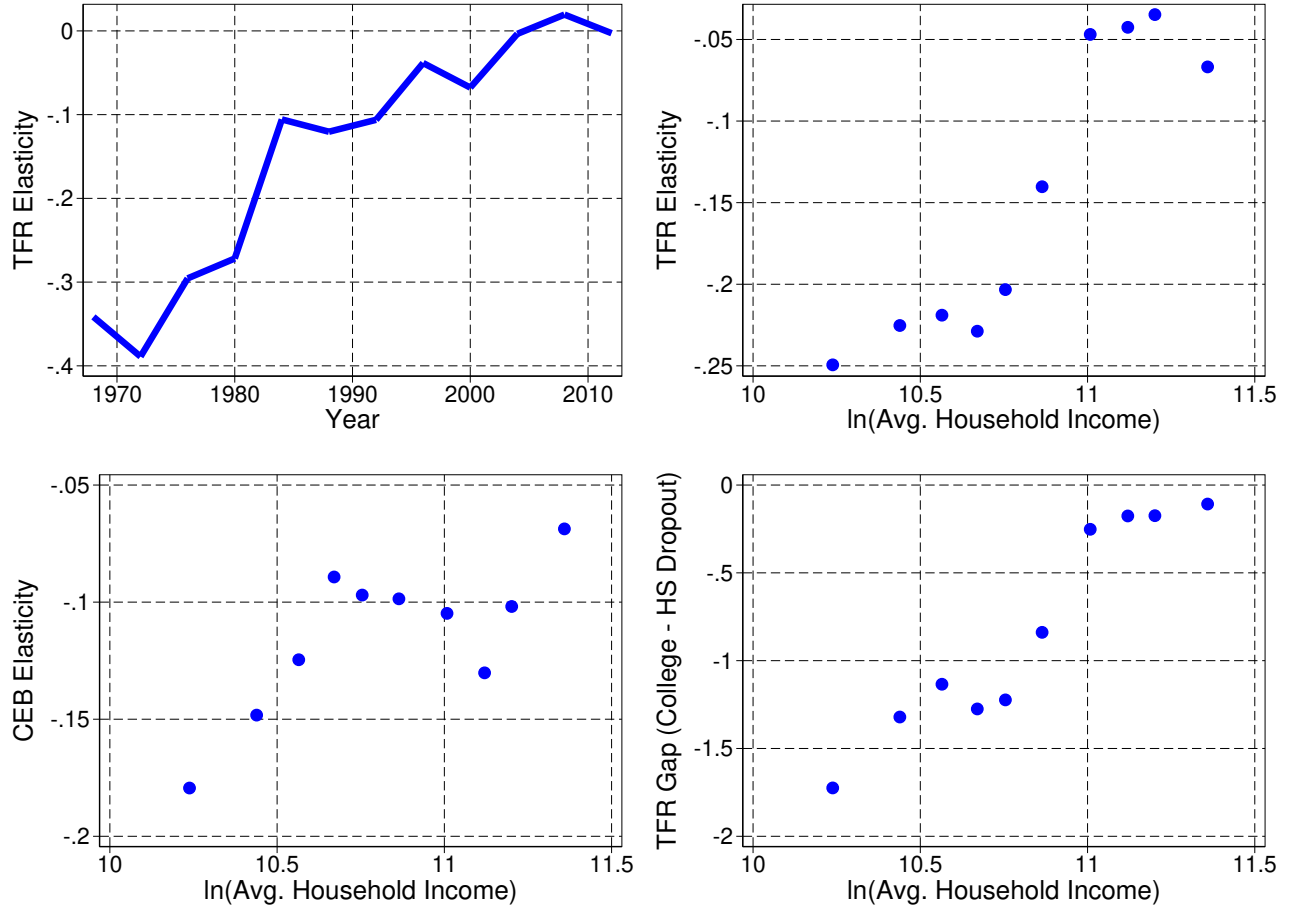 TFR Elasticity
0
-.1
-.2
-.3
-.4
1970 1980 1990 2000 2010
Year
TFR Elasticity
-.05
-.1
-.15
-.2
-.25
10 10.5 11 11.5
ln(Avg. Household Income)
CEB Elasticity
-.05
-.1
-.15
-.2
10 10.5 11 11.5
ln(Avg. Household Income)
TFR Gap (College - HS Dropout)
0
-.5
-1
-1.5
-2
10 10.5 11 11.5
ln(Avg. Household Income)